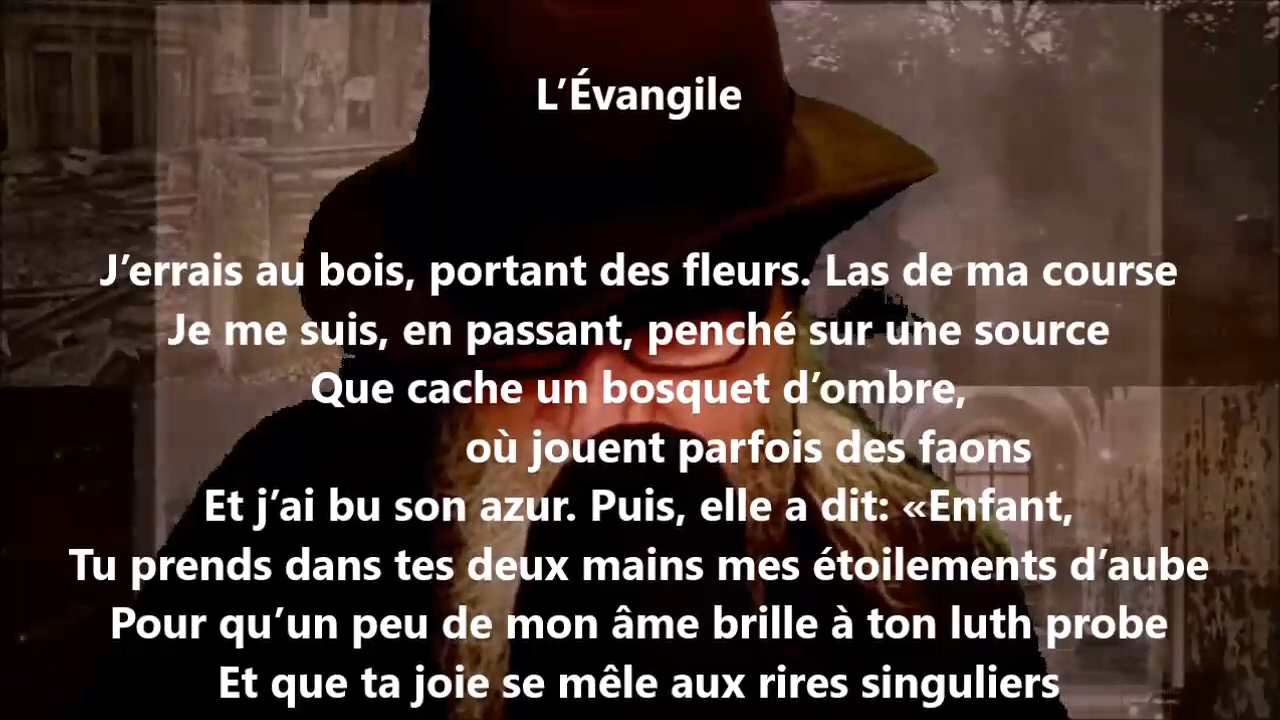 L’Évangile
J’errais au bois, portant des fleurs. Las de ma course
Je me suis, en passant, penché sur une source
Que cache un bosquet d’ombre,
où jouent parfois des faons
Et j’ai bu son azur. Puis, elle a dit: «Enfant,
Tu prends dans tes deux mains mes étoilements d’aube
Pour qu’un peu de mon âme brille à ton luth probe
Et que ta joie se mêle aux rires singuliers